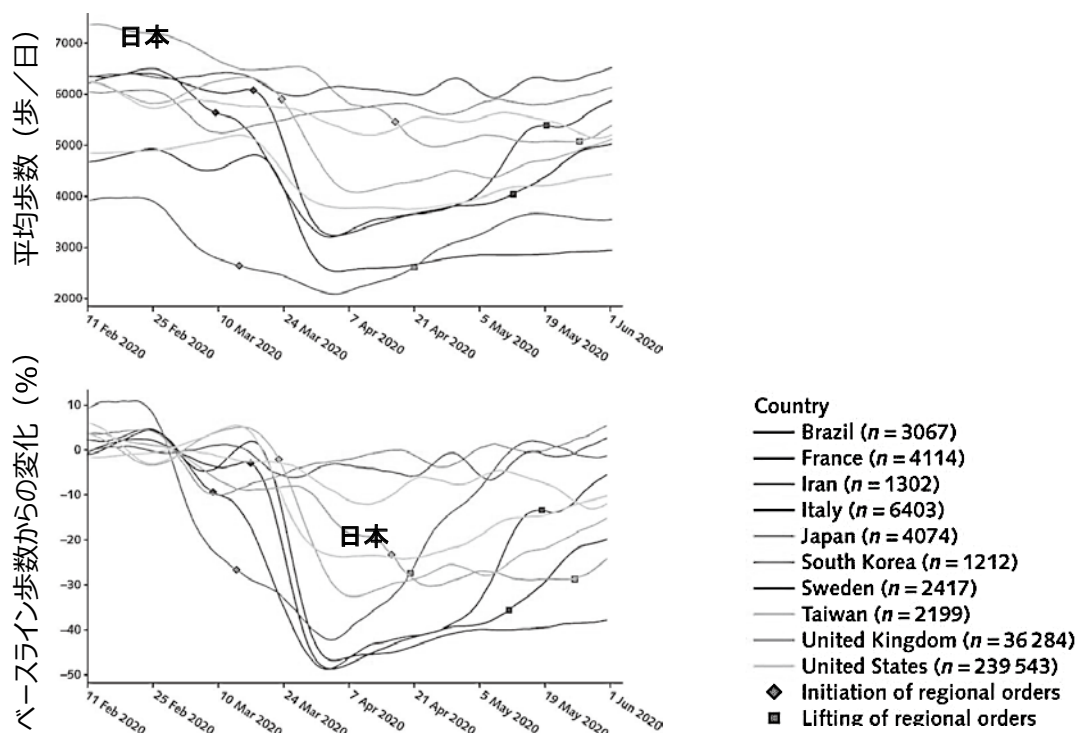 平均歩数（歩／日）
7000
6000
5000
4000
3000
2000
日本
11 Feb 2020
25 Feb 2020
10 Mar 2020
24 Mar 2020
7 Apr 2020
21 Apr 2020
5 May 2020
19 May 2020
1 Jun 2020
ベースライン歩数からの変化（%）
10
0
–10
–20
–30
–40
–50
日本
11 Feb 2020
25 Feb 2020
10 Mar 2020
24 Mar 2020
7 Apr 2020
21 Apr 2020
5 May 2020
19 May 2020
1 Jun 2020
Country
Brazil (n = 3067)
France (n = 4114)
Iran (n = 1302)
Italy (n = 6403)
Japan (n = 4074)
South Korea (n = 1212)
Sweden (n = 2417)
Taiwan (n = 2199)
United Kingdom (n = 36 284)
United States (n = 239 543)
Initiation of regional orders
Lifting of regional orders